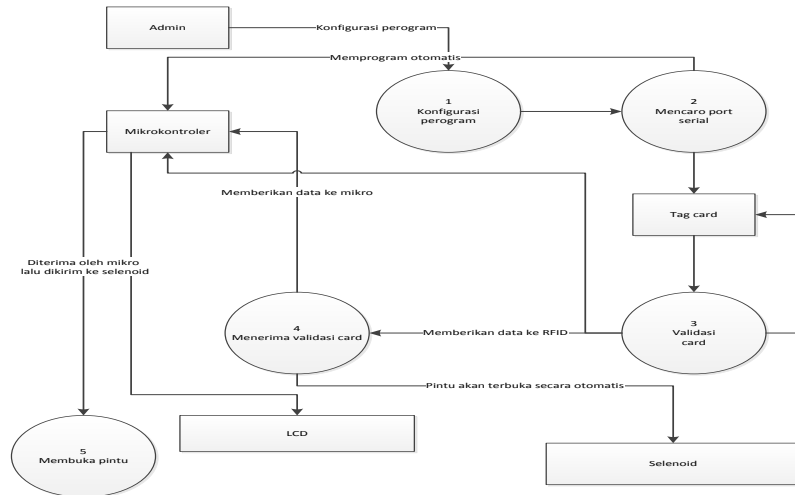 Admin
Konfigurasi perogram
Memprogram otomatis
1
Konfigurasi
perogram
2
Mencaro port
serial
Mikrokontroler
Memberikan data ke mikro
Tag card
Diterima oleh mikro
lalu dikirim ke selenoid
4
Menerima validasi card
Memberikan data ke RFID
3
Validasi
card
Pintu akan terbuka secara otomatis
LCD
5
Membuka pintu
Selenoid